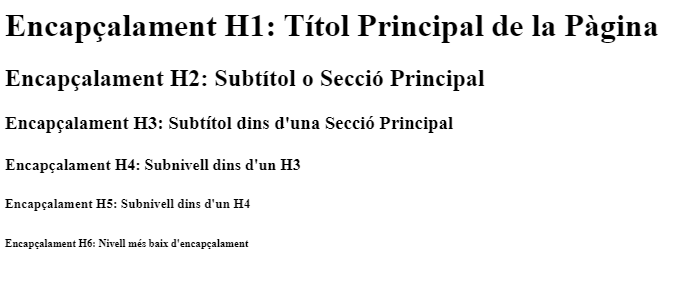 Encapçalament H1: Títol Principal de la Pàgina
Encapçalament H2: Subtítol o Secció Principal
Encapçalament H3: Subtítol dins d'una Secció Principal
Encapçalament H4: Subnivell dins d'un H3
Encapçalament H5: Subnivell dins d'un H4
Encapçalament H6: Nivell més baix d'encapçalament